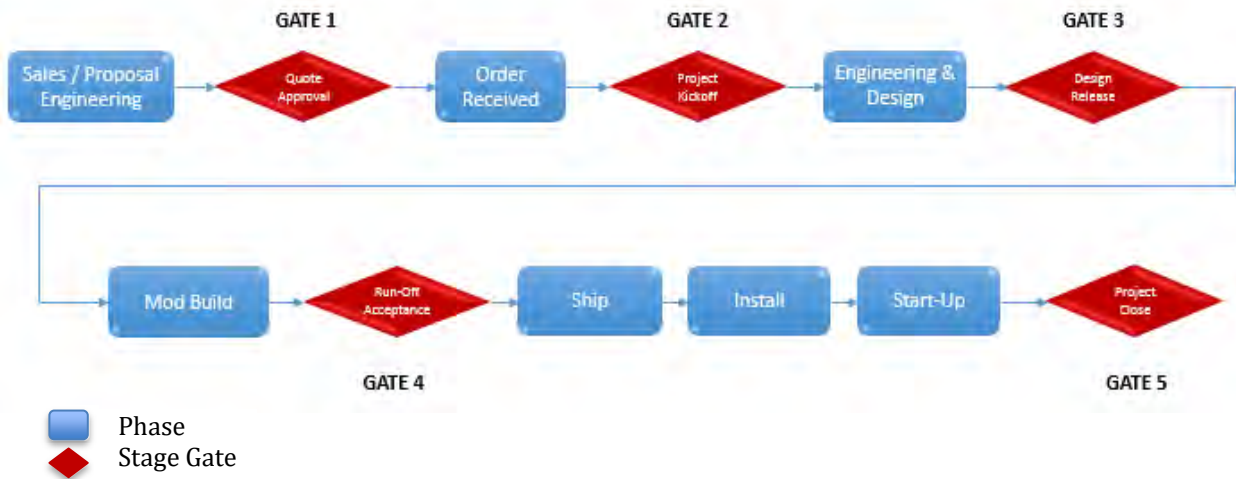 GATE 1
GATE 2
GATE 3
Sales / Proposal
Engineering
Quote
Approval
Order
Received
Project
Kickoff
Engineering &
Design
Design
Release
Mod Build
Run-Off
Acceptance
Ship
Install
Start-Up
Project
Close
GATE 4
GATE 5
Phase
Stage Gate